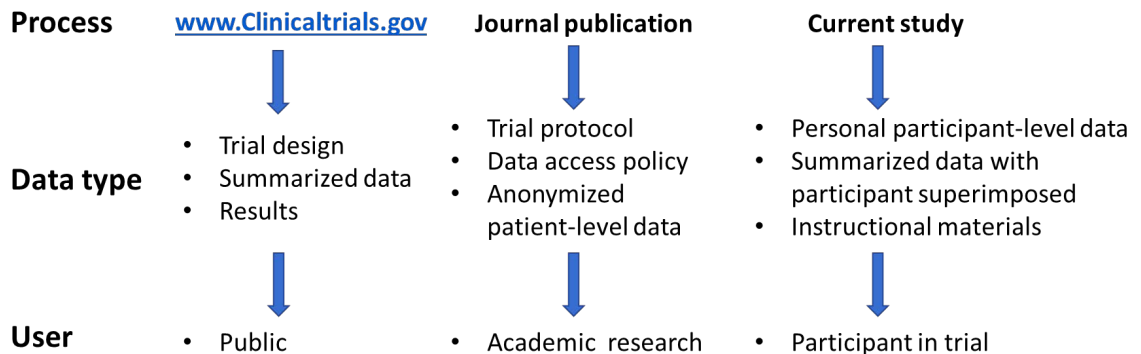 Process www.Clinicaltrials.gov Journal publication Current study
Data type
• Trial design
• Summarized data
• Results
• Trial protocol
• Data access policy
• Anonymized
patient-level data
• Personal participant-level data
• Summarized data with
participant superimposed
• Instructional materials
User • Public • Academic research • Participant in trial